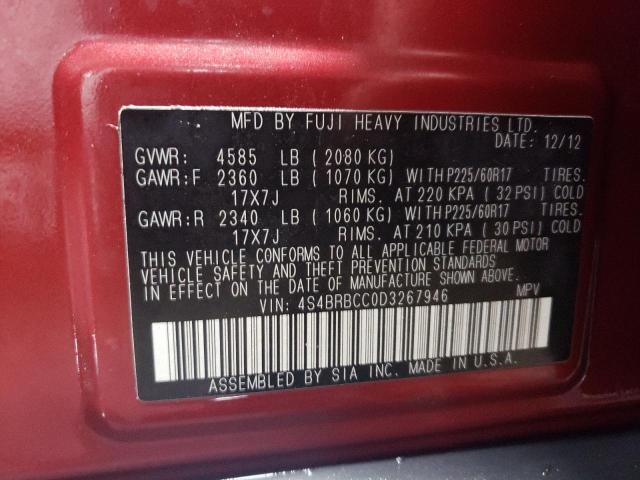 MFD BY FUJI HEAVY INDUSTRIES LTD.
DATE: 12/12
GVWR: 4585 LB (2080 KG)
GAWR:F 2360 LB (1070 KG) WITH P225/60R17 TIRES.
17X7J RIMS. AT 220 KPA (32 PSI) COLD
GAWR:R 2340 LB (1060 KG) WITH P225/60R17 TIRES.
17X7J RIMS. AT 210 KPA (30 PSI) COLD
THIS VEHICLE CONFORMS TO ALL APPLICABLE FEDERAL MOTOR
VEHICLE SAFETY AND THEFT PREVENTION STANDARDS
IN EFFECT ON THE DATE OF MANUFACTURE SHOWN ABOVE.
VIN: 4S4BRBCC0D3267946 MPV
ASSEMBLED BY SIA INC. MADE IN U.S.A.